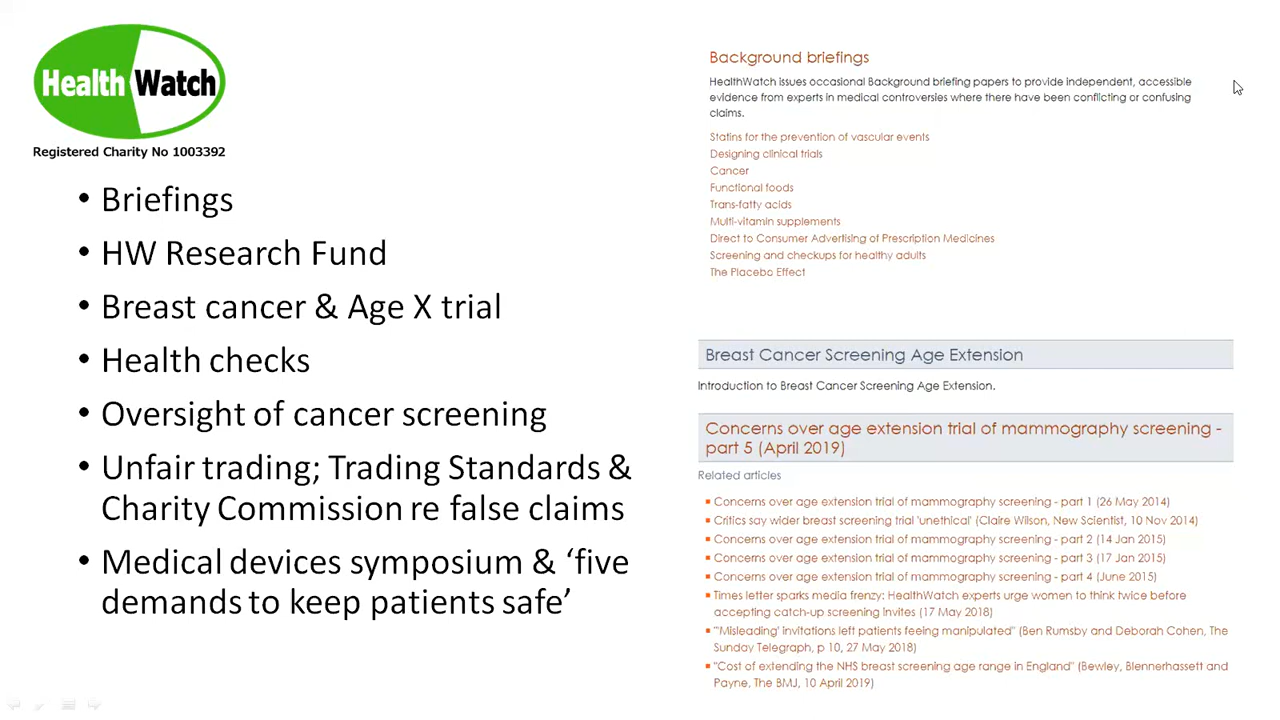 Health Watch
Registered Charity No 1003392
• Briefings
• HW Research Fund
• Breast cancer & Age X trial
• Health checks
• Oversight of cancer screening
• Unfair trading; Trading Standards &
Charity Commission re false claims
• Medical devices symposium & ‘five
demands to keep patients safe’
Background briefings
HealthWatch issues occasional Background briefing papers to provide independent, accessible
evidence from experts in medical controversies where there have been conflicting or confusing
claims.
Statins for the prevention of vascular events
Designing clinical trials
Cancer
Functional foods
Trans-fatty acids
Multi-vitamin supplements
Direct to Consumer Advertising of Prescription Medicines
Screening and checkups for healthy adults
The Placebo Effect
Breast Cancer Screening Age Extension
Introduction to Breast Cancer Screening Age Extension.
Concerns over age extension trial of mammography screening -
part 5 (April 2019)
Related articles
Concerns over age extension trial of mammography screening - part 1 (26 May 2014)
Critics say wider breast screening trial 'unethical' (Claire Wilson, New Scientist, 10 Nov 2014)
Concerns over age extension trial of mammography screening - part 2 (14 Jan 2015)
Concerns over age extension trial of mammography screening - part 3 (17 Jan 2015)
Concerns over age extension trial of mammography screening - part 4 (June 2015)
Times letter sparks media frenzy: HealthWatch experts urge women to think twice before
accepting catch-up screening invites (17 May 2018)
"'Misleading' invitations left patients feeing manipulated" (Ben Rumsby and Deborah Cohen, The
Sunday Telegraph, p 10, 27 May 2018)
"Cost of extending the NHS breast screening age range in England" (Bewley, Blennerhassett and
Payne, The BMJ, 10 April 2019)